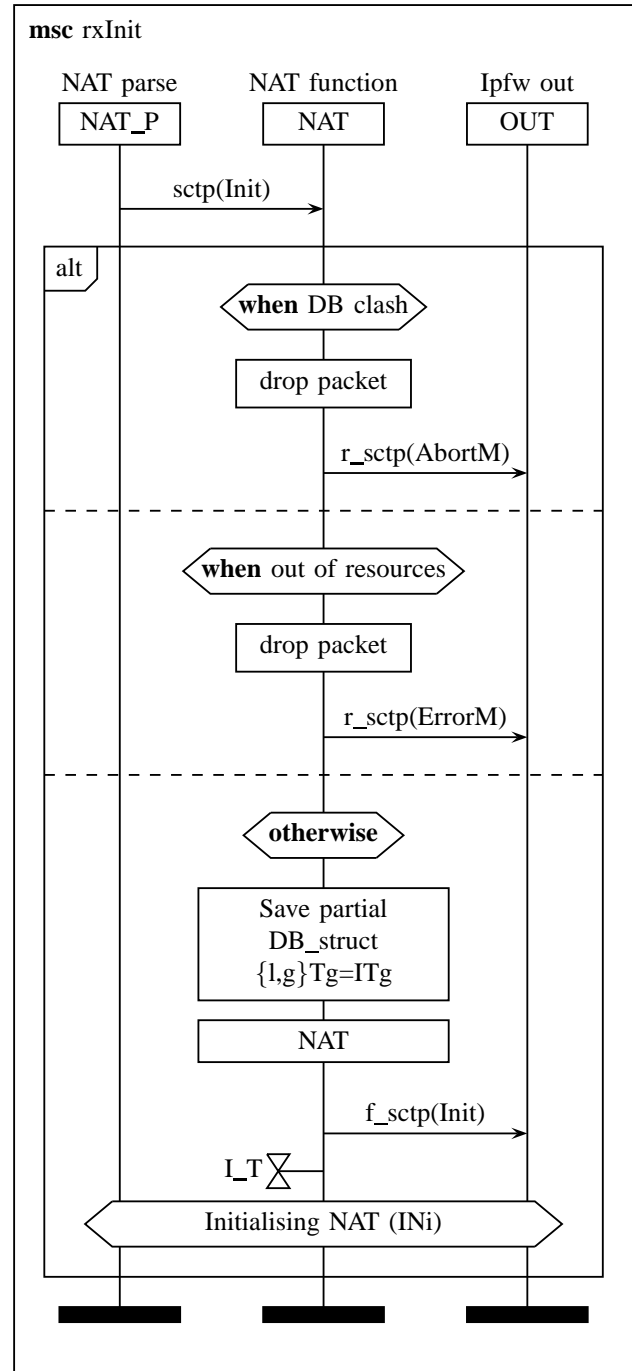 msc rxInit
NAT parse NAT function Ipfw out
NAT_P NAT OUT
sctp(Init)
alt
when DB clash
drop packet
r_sctp(AbortM)
when out of resources
drop packet
r_sctp(ErrorM)
otherwise
Save partial
DB_struct
{l,g}Tg=ITg
NAT
f_sctp(Init)
I_T
Initialising NAT (INi)